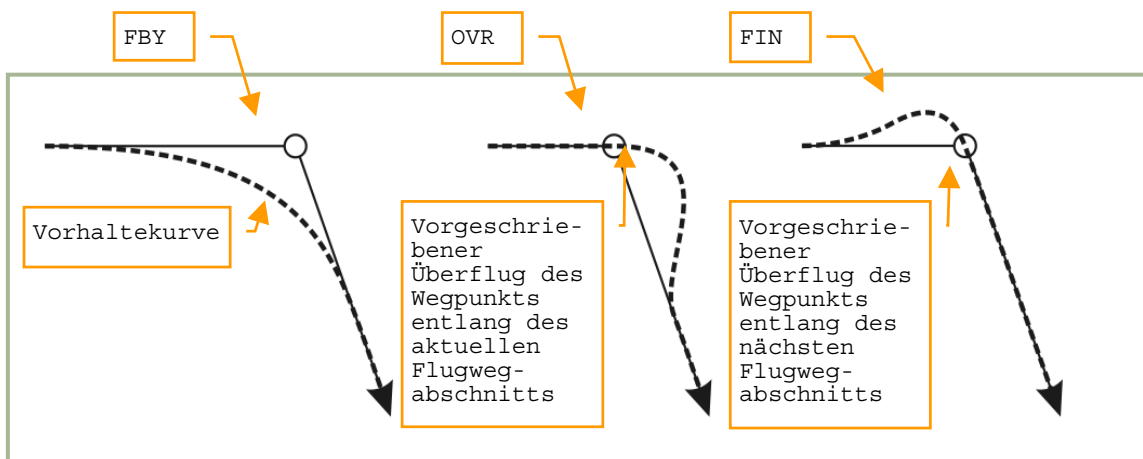 FBY
OVR
FIN
Vorhaltekurve
Vorgeschrie-
bener
Überflug des
Wegpunkts
entlang des
aktuellen
Flugweg-
abschnitts
Vorgeschrie-
bener
Überflug des
Wegpunkts
entlang des
nächsten
Flugweg-
abschnitts